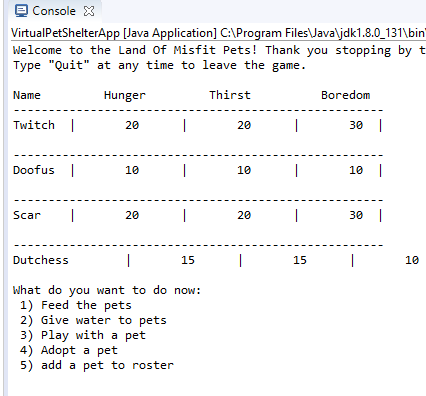 Console
VirtualPetShelterApp [Java Application] C:\Program Files\Java\jdk1.8.0_131\bin
Welcome to the Land Of Misfit Pets! Thank you stopping by t
Type "Quit" at any time to leave the game.
Name Hunger Thirst Boredom
-----------------------------------------------------
Twitch | 20 | 20 | 30 |
-----------------------------------------------------
Doofus | 10 | 10 | 10 |
-----------------------------------------------------
Scar | 20 | 20 | 30 |
-----------------------------------------------------
Dutchess | 15 | 15 | 10
What do you want to do now:
1) Feed the pets
2) Give water to pets
3) Play with a pet
4) Adopt a pet
5) add a pet to roster